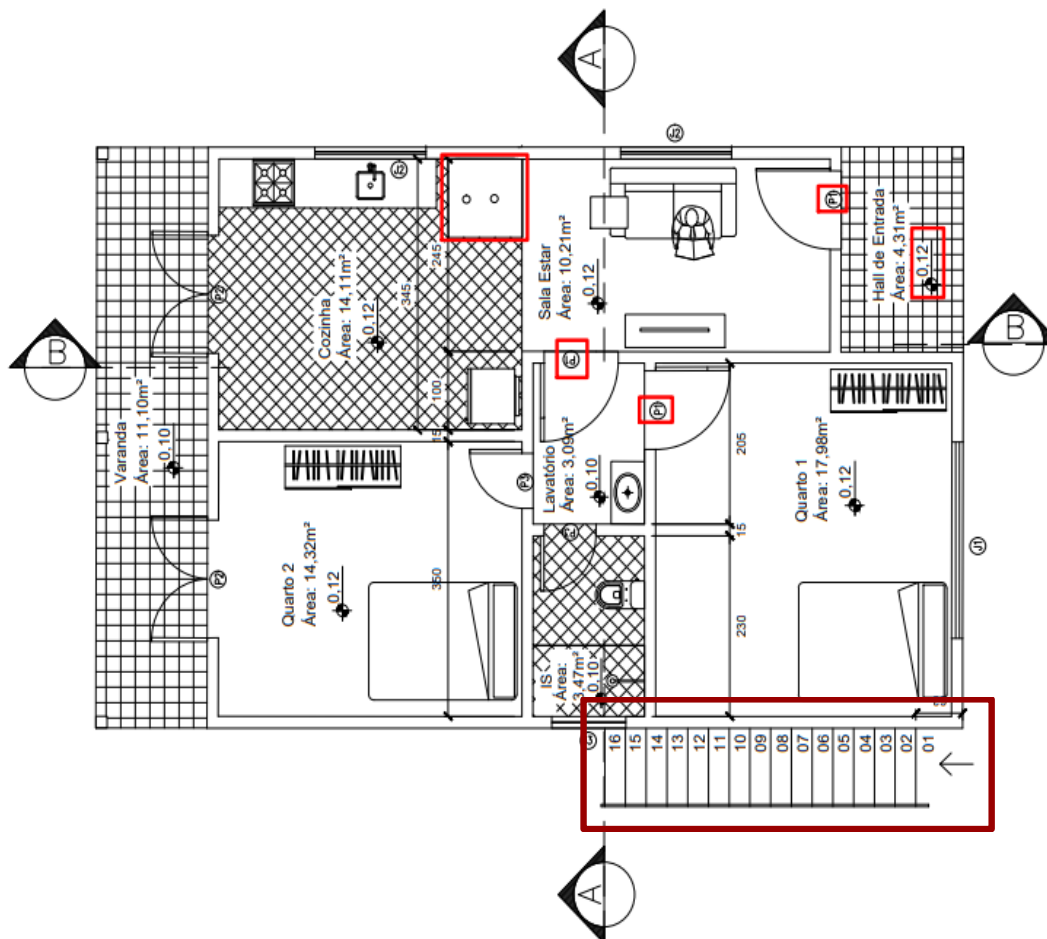 A
J2
J2
P1
Hall de Entrada
Área: 4,31m²
0,12
Sala Estar
Área: 10,21m²
0,12
245
345
Cozinha
Área: 14,11m²
0,12
P2
B
B
100
15
Varanda
Área: 11,10m²
0,10
P1
Lavatório
Área: 3,09m²
0,10
P3
205
Quarto 1
Área: 17,98m²
0,12
15
J1
P2
Quarto 2
Área: 14,32m²
0,12
350
230
IS
Área:
3,47m²
0,10
16
15
14
13
12
11
10
09
08
07
06
05
04
03
02
01
A